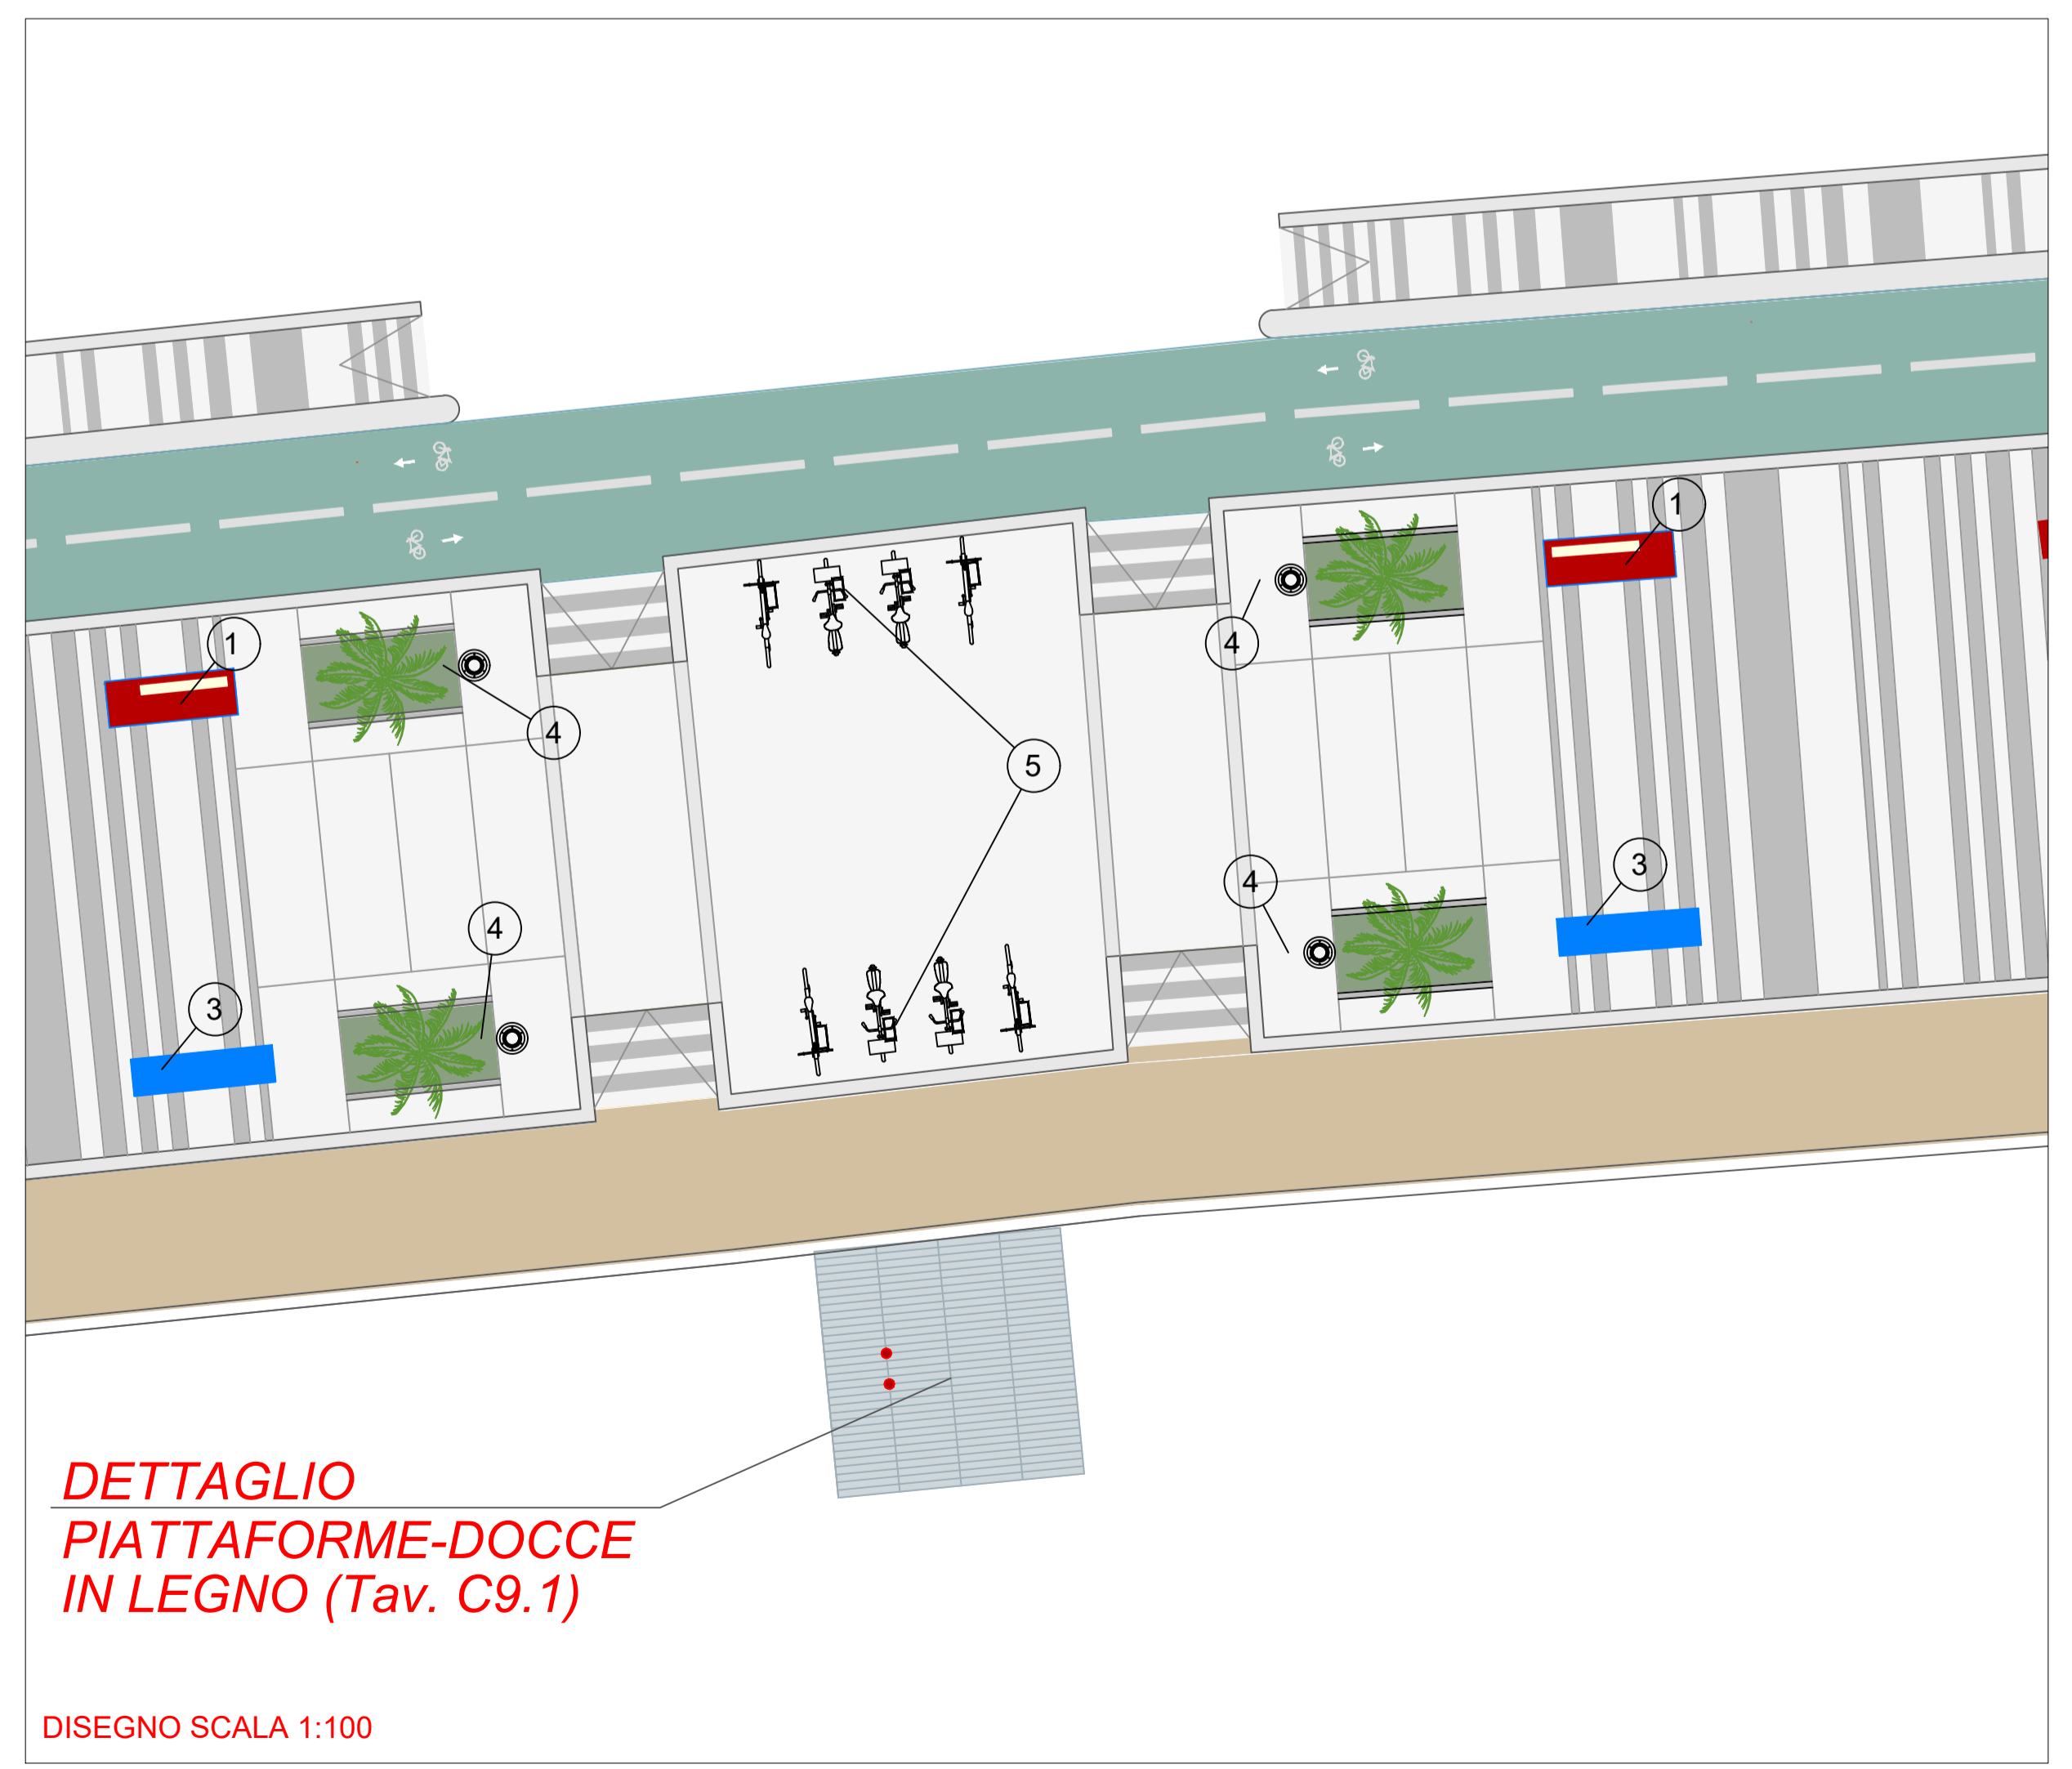 1
1
4
4
5
4
3
4
3
DETTAGLIO
PIATTAFORME-DOCCE
IN LEGNO (Tav. C9.1)
DISEGNO SCALA 1:100